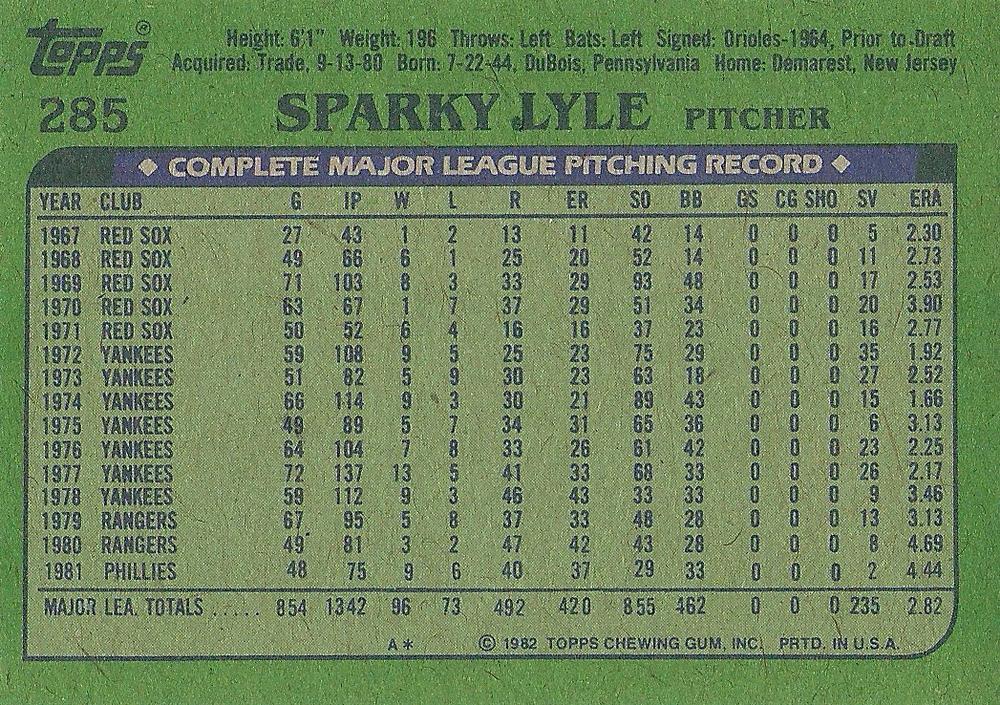 Topps®
Height: 6'1" Weight: 196 Throws: Left Bats: Left Signed: Orioles-1964, Prior to Draft
Acquired: Trade, 9-13-80 Born: 7-22-44, DuBois, Pennsylvania Home: Demarest, New Jersey
285 SPARKY LYLE PITCHER
◆ COMPLETE MAJOR LEAGUE PITCHING RECORD ◆
YEAR CLUB G IP W L R ER SO BB GS CG SHO SV ERA
1967 RED SOX 27 43 1 2 13 11 42 14 0 0 0 5 2.30
1968 RED SOX 49 66 6 1 25 20 52 14 0 0 0 11 2.73
1969 RED SOX 71 103 8 3 33 29 93 48 0 0 0 17 2.53
1970 RED SOX 63 67 1 7 37 29 51 34 0 0 0 20 3.90
1971 RED SOX 50 52 6 4 16 16 37 23 0 0 0 16 2.77
1972 YANKEES 59 108 9 5 25 23 75 29 0 0 0 35 1.92
1973 YANKEES 51 82 5 9 30 23 63 18 0 0 0 27 2.52
1974 YANKEES 66 114 9 3 30 21 89 43 0 0 0 15 1.66
1975 YANKEES 49 89 5 7 34 31 65 36 0 0 0 6 3.13
1976 YANKEES 64 104 7 8 33 26 61 42 0 0 0 23 2.25
1977 YANKEES 72 137 13 5 41 33 68 33 0 0 0 26 2.17
1978 YANKEES 59 112 9 3 46 43 33 33 0 0 0 9 3.46
1979 RANGERS 67 95 5 8 37 33 48 28 0 0 0 13 3.13
1980 RANGERS 49 81 3 2 47 42 43 28 0 0 0 8 4.69
1981 PHILLIES 48 75 9 6 40 37 29 33 0 0 0 2 4.44
MAJOR LEA. TOTALS ..... 854 1342 96 73 492 420 855 462 0 0 0 235 2.82
A* © 1982 TOPPS CHEWING GUM, INC. PRTD. IN U.S.A.